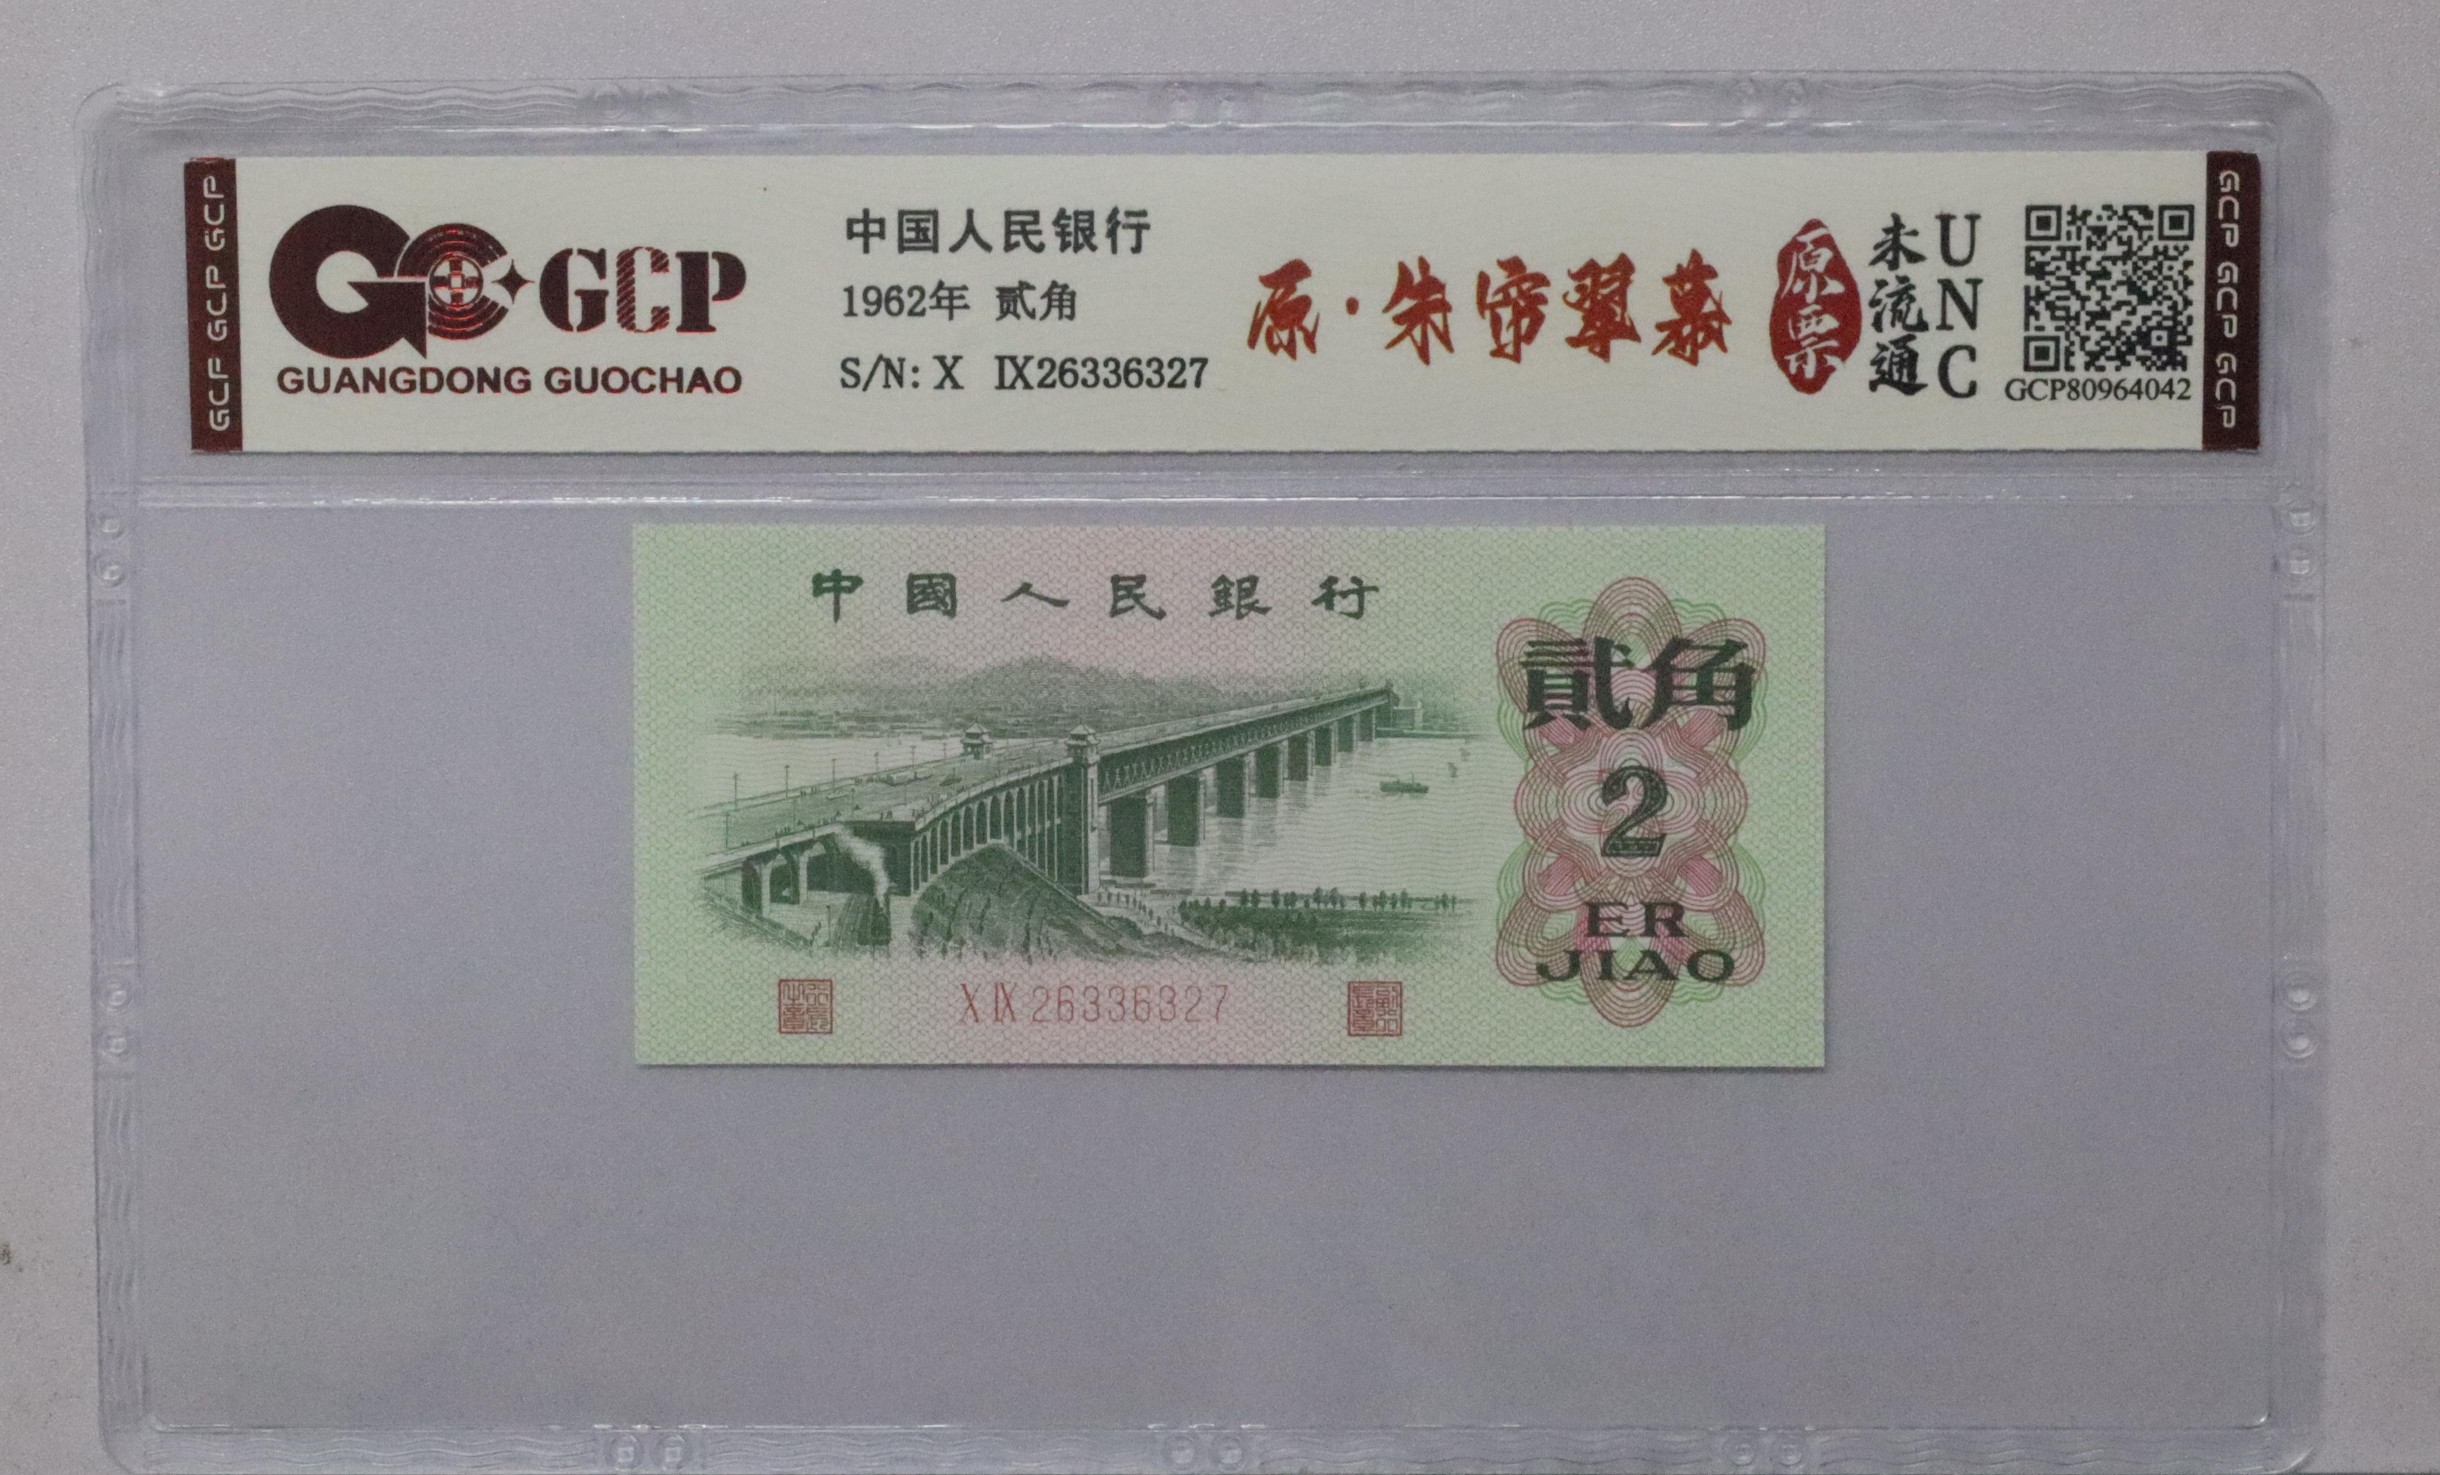 GCP GCP GCP
GCP
GUANGDONG GUOCHAO
中国人民银行
1962年 贰角
S/N: X IX26336327
原·朱帘翠幕
原票
未流通
UNC
GCP80964042
GCP GCP GCP
中國人民銀行
貳角
2
ER
JIAO
X IX 26336327